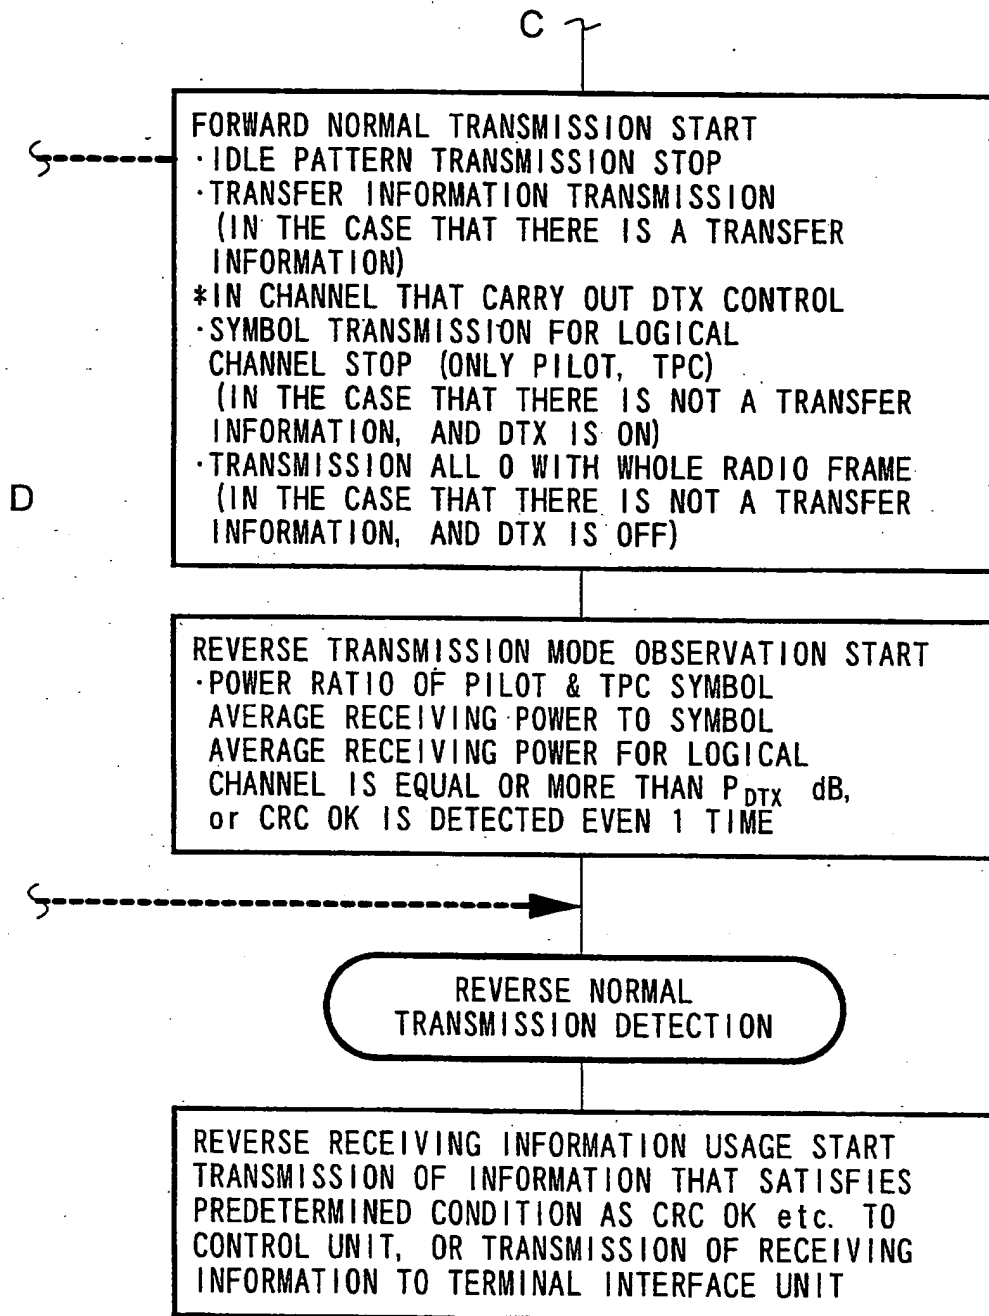 C
FORWARD NORMAL TRANSMISSION START
·IDLE PATTERN TRANSMISSION STOP
·TRANSFER INFORMATION TRANSMISSION
(IN THE CASE THAT THERE IS A TRANSFER
INFORMATION)
*IN CHANNEL THAT CARRY OUT DTX CONTROL
·SYMBOL TRANSMISSION FOR LOGICAL
CHANNEL STOP (ONLY PILOT, TPC)
(IN THE CASE THAT THERE IS NOT A TRANSFER
INFORMATION, AND DTX IS ON)
·TRANSMISSION ALL 0 WITH WHOLE RADIO FRAME
(IN THE CASE THAT THERE IS NOT A TRANSFER
INFORMATION, AND DTX IS OFF)
D
REVERSE TRANSMISSION MODE OBSERVATION START
·POWER RATIO OF PILOT & TPC SYMBOL
AVERAGE RECEIVING POWER TO SYMBOL
AVERAGE RECEIVING POWER FOR LOGICAL
CHANNEL IS EQUAL OR MORE THAN PDTX dB,
or CRC OK IS DETECTED EVEN 1 TIME
REVERSE NORMAL
TRANSMISSION DETECTION
REVERSE RECEIVING INFORMATION USAGE START
TRANSMISSION OF INFORMATION THAT SATISFIES
PREDETERMINED CONDITION AS CRC OK etc. TO
CONTROL UNIT, OR TRANSMISSION OF RECEIVING
INFORMATION TO TERMINAL INTERFACE UNIT